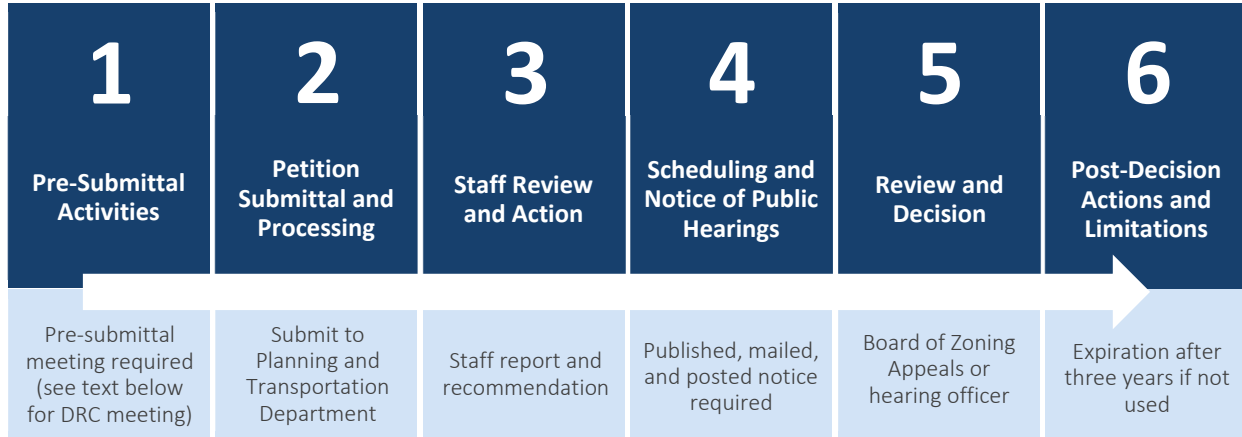 1
Pre-Submittal
Activities
Pre-submittal
meeting required
(see text below
for DRC meeting)
2
Petition
Submittal and
Processing
Submit to
Planning and
Transportation
Department
3
Staff Review
and Action
Staff report and
recommendation
4
Scheduling and
Notice of Public
Hearings
Published, mailed,
and posted notice
required
5
Review and
Decision
Board of Zoning
Appeals or
hearing officer
6
Post-Decision
Actions and
Limitations
Expiration after
three years if not
used